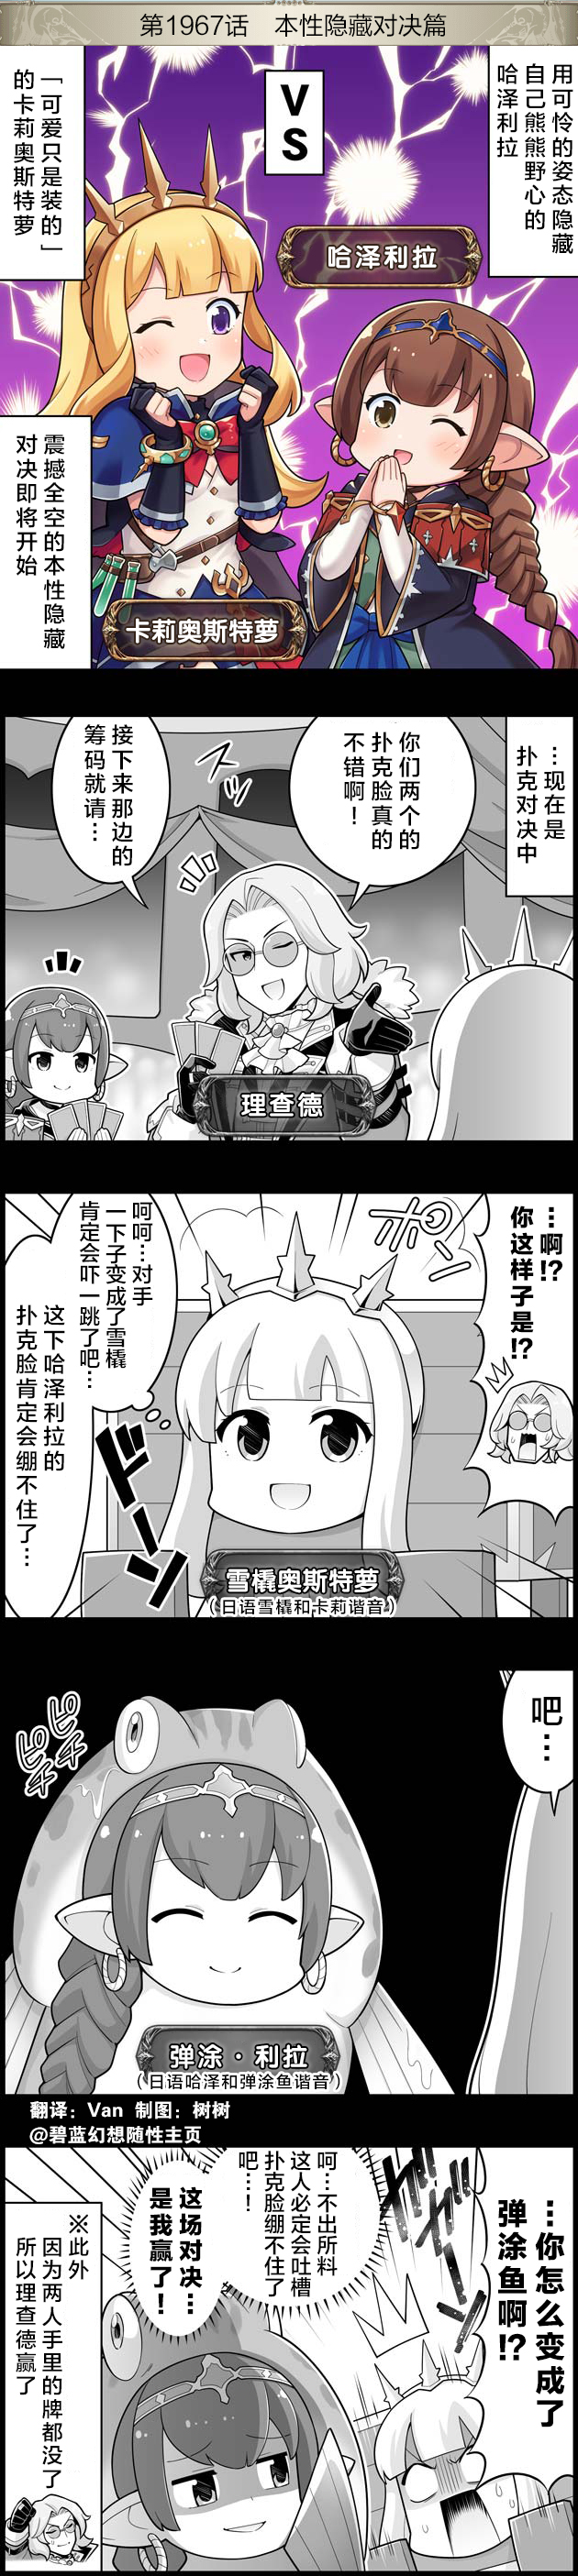 第1967话　本性隐藏对决篇
用可怜的姿态隐藏
自己熊熊野心的
哈泽利拉
VS
「可爱只是装的」
的卡莉奥斯特萝
哈泽利拉
震撼全空的本性隐藏
对决即将开始
卡莉奥斯特萝
…现在是
扑克对决中
你们两个的
扑克脸真的
不错啊！
スッ
接下来那边的
筹码就请…
理查德
…啊!?
你这样子是!?
ポン
呵呵…对手
一下子变成了雪橇
肯定会吓一跳了吧…
这下哈泽利拉的
扑克脸肯定会绷不住了…
ドーン
雪橇奥斯特萝
（日语雪橇和卡莉谐音）
吧…
ピチ
ピチ
弹涂·利拉
（日语哈泽和弹涂鱼谐音）
翻译：Van 制图：树树
@碧蓝幻想随性主页
…你怎么变成了
弹涂鱼啊!?
呵…不出所料
这人必定会吐槽
扑克脸绷不住了
吧…！
这场对决…
是我赢了！
※此外
因为两人手里的牌都没了
所以理查德赢了